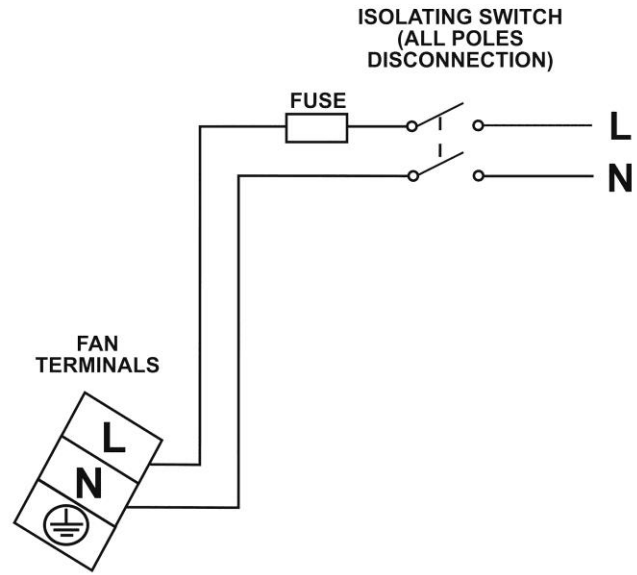 ISOLATING SWITCH
(ALL POLES
DISCONNECTION)
FUSE
L
N
FAN
TERMINALS
L
N